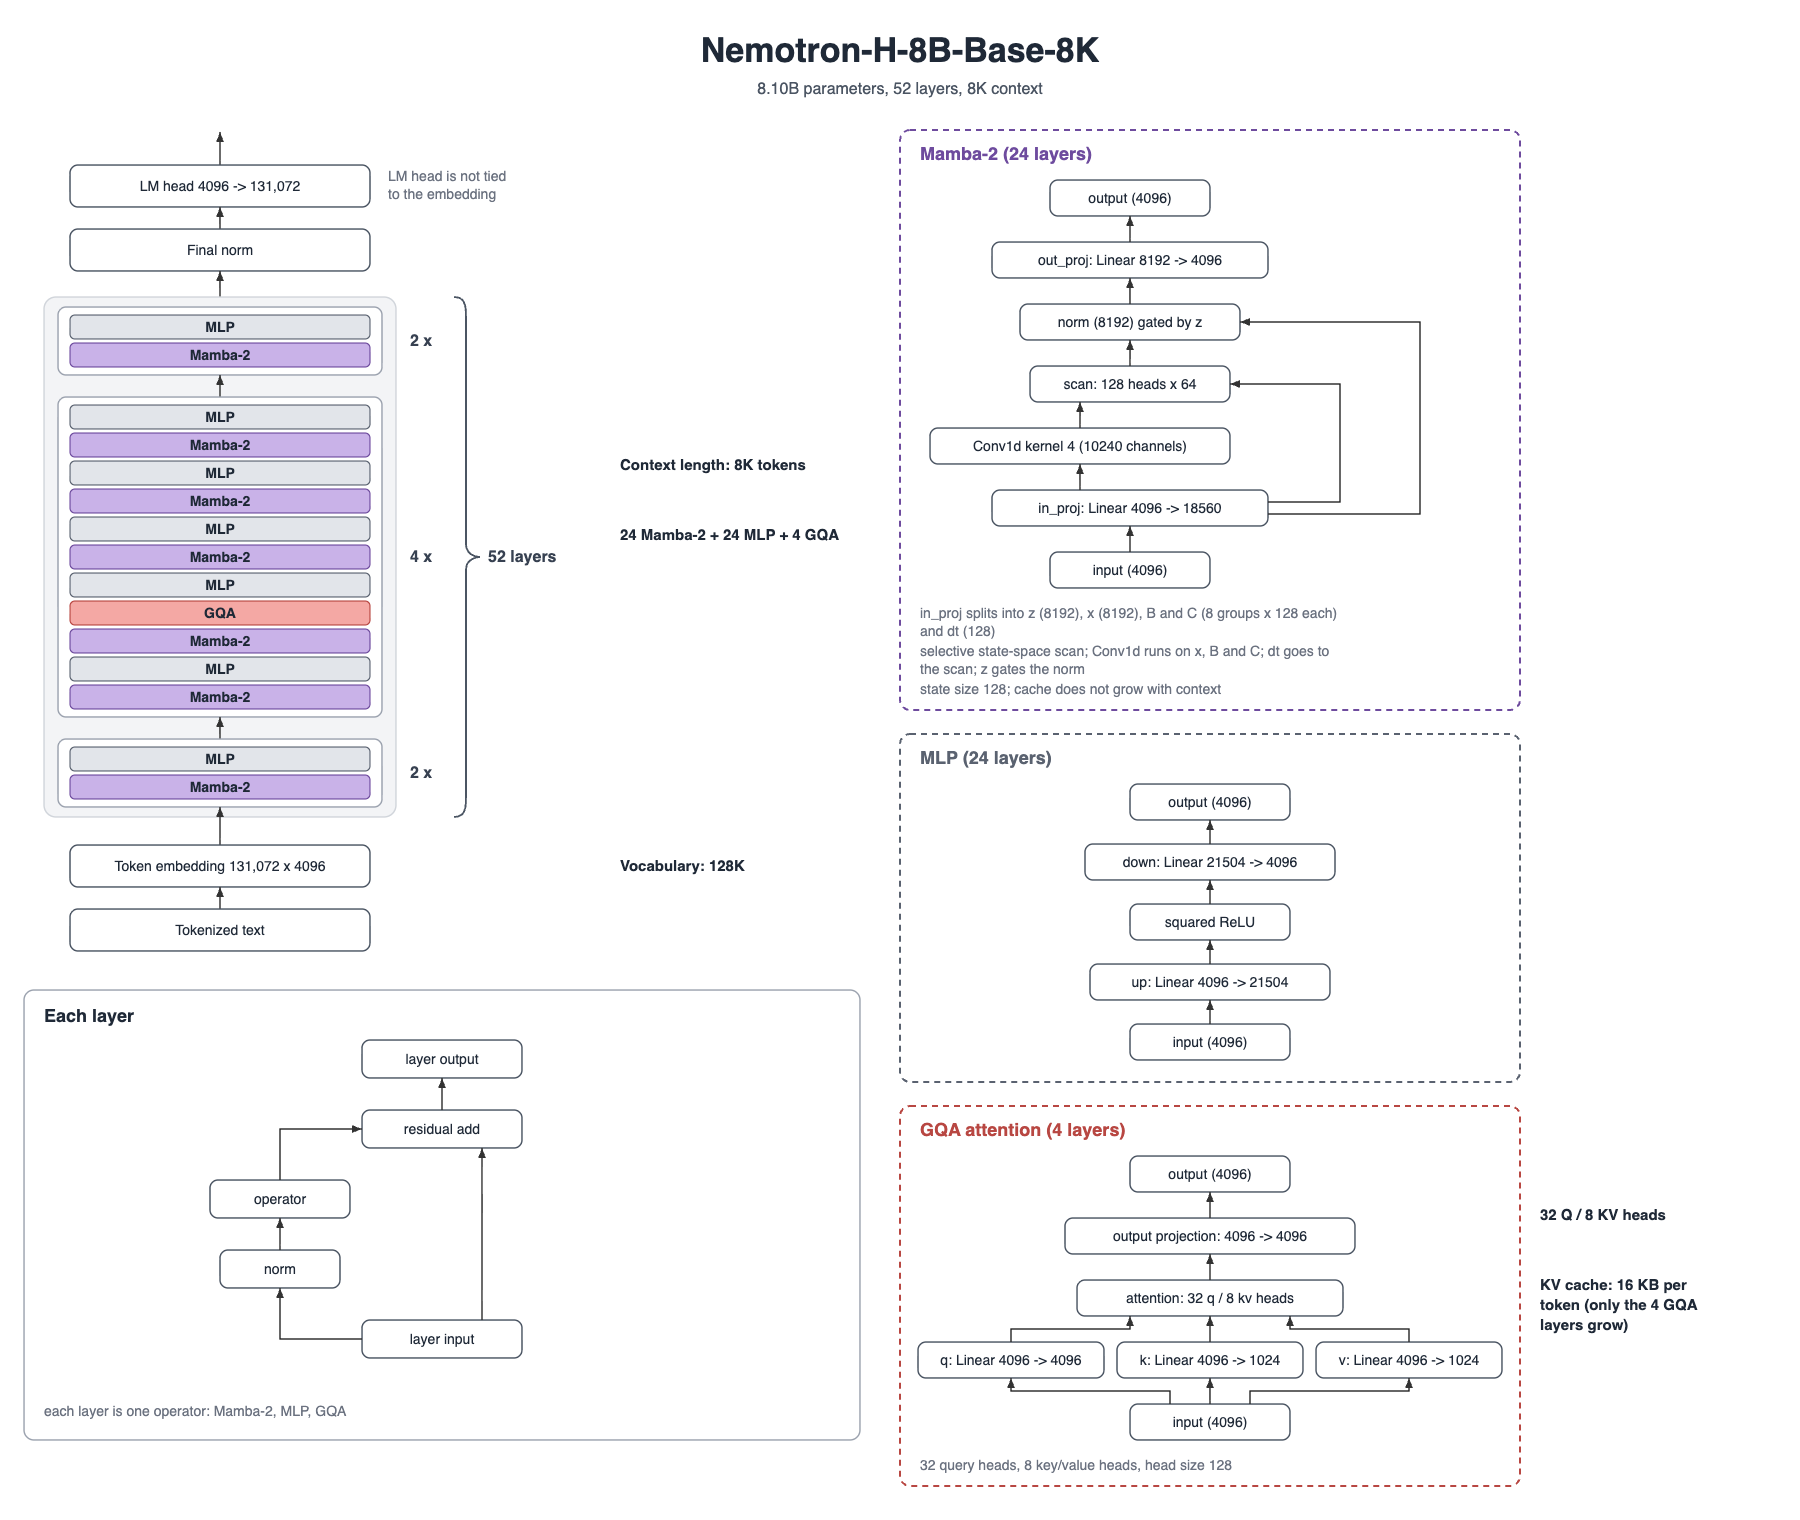 Nemotron-H-8B-Base-8K
8.10B parameters, 52 layers, 8K context
LM head 4096 -> 131,072
LM head is not tied
to the embedding
Final norm
MLP
Mamba-2
2 x
MLP
Mamba-2
MLP
Mamba-2
MLP
Mamba-2
MLP
GQA
Mamba-2
MLP
Mamba-2
4 x
52 layers
MLP
Mamba-2
2 x
Token embedding 131,072 x 4096
Tokenized text
Context length: 8K tokens
24 Mamba-2 + 24 MLP + 4 GQA
Vocabulary: 128K
Each layer
layer output
residual add
operator
norm
layer input
each layer is one operator: Mamba-2, MLP, GQA
Mamba-2 (24 layers)
output (4096)
out_proj: Linear 8192 -> 4096
norm (8192) gated by z
scan: 128 heads x 64
Conv1d kernel 4 (10240 channels)
in_proj: Linear 4096 -> 18560
input (4096)
in_proj splits into z (8192), x (8192), B and C (8 groups x 128 each)
and dt (128)
selective state-space scan; Conv1d runs on x, B and C; dt goes to
the scan; z gates the norm
state size 128; cache does not grow with context
MLP (24 layers)
output (4096)
down: Linear 21504 -> 4096
squared ReLU
up: Linear 4096 -> 21504
input (4096)
GQA attention (4 layers)
output (4096)
output projection: 4096 -> 4096
attention: 32 q / 8 kv heads
q: Linear 4096 -> 4096
k: Linear 4096 -> 1024
v: Linear 4096 -> 1024
input (4096)
32 query heads, 8 key/value heads, head size 128
32 Q / 8 KV heads
KV cache: 16 KB per
token (only the 4 GQA
layers grow)